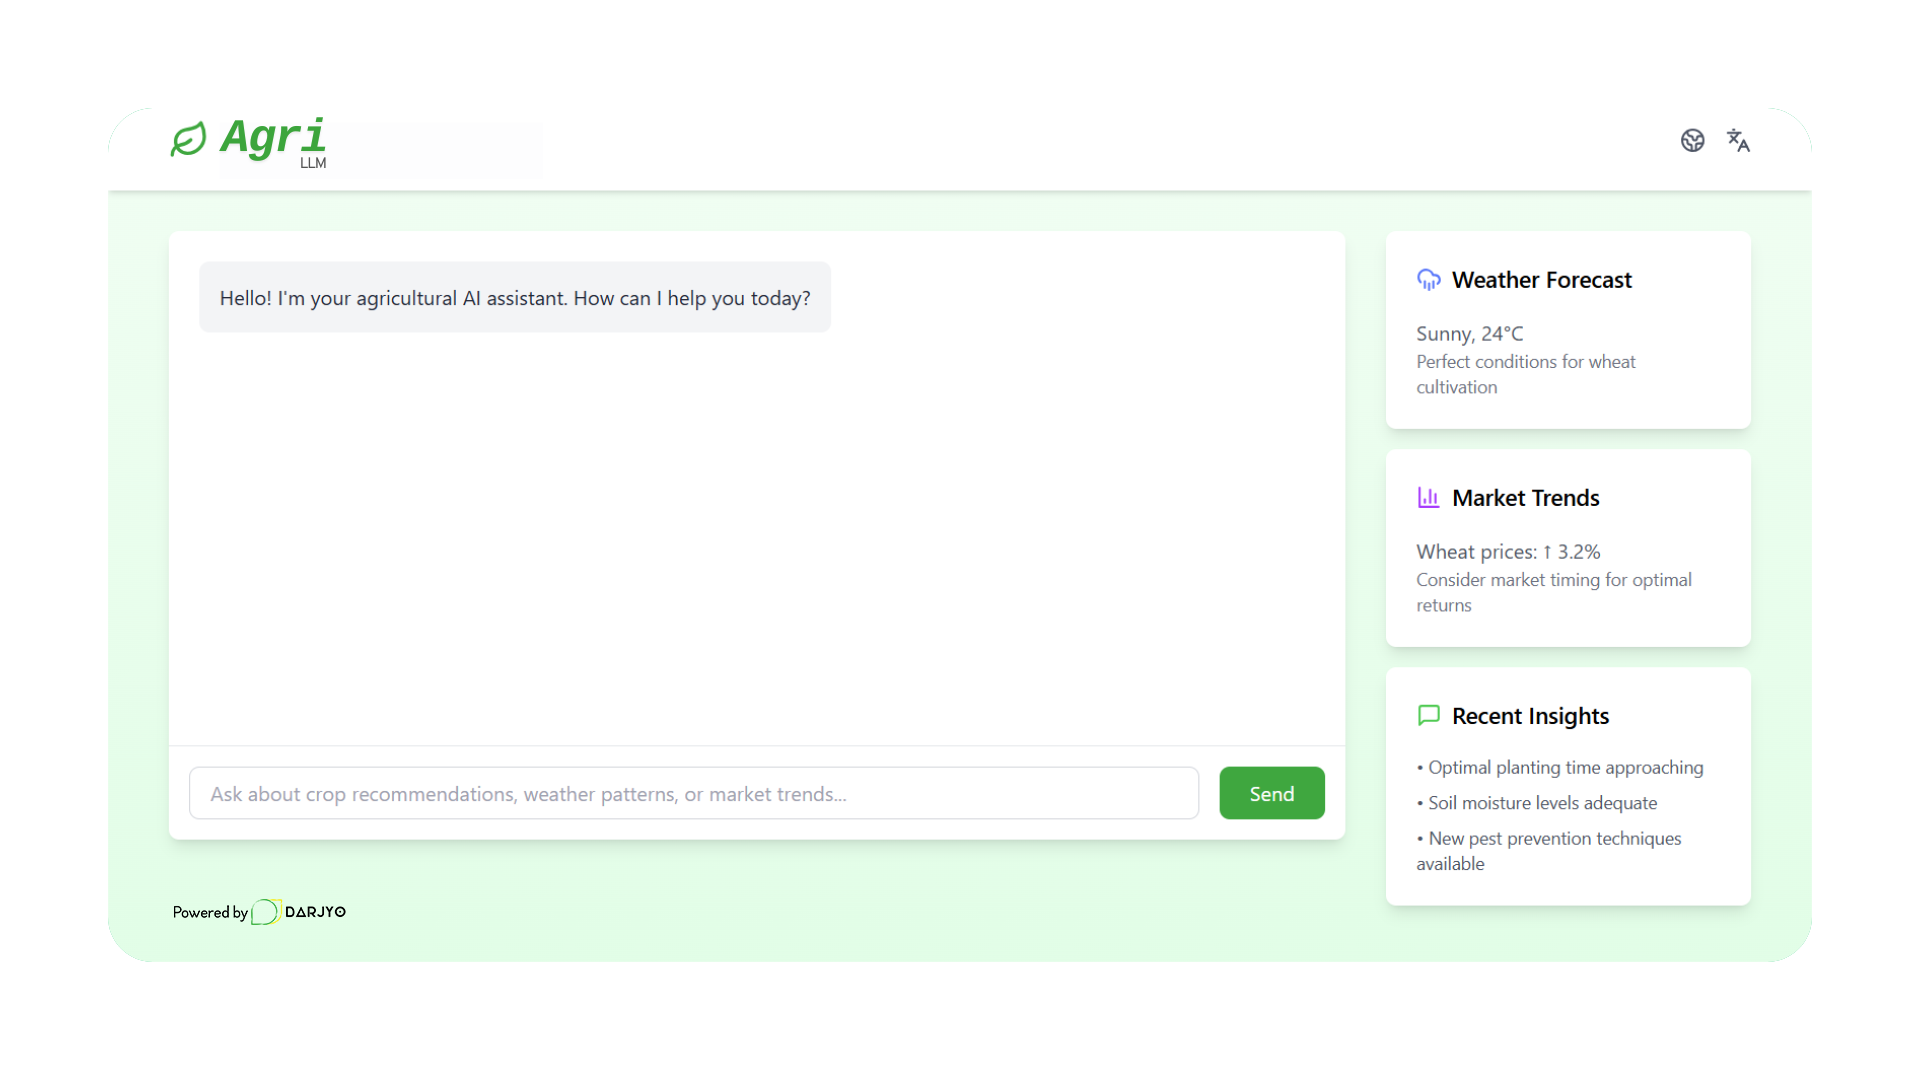 Agri
LLM
Hello! I'm your agricultural AI assistant. How can I help you today?
Ask about crop recommendations, weather patterns, or market trends...
Send
Weather Forecast
Sunny, 24°C
Perfect conditions for wheat
cultivation
Market Trends
Wheat prices: ↑ 3.2%
Consider market timing for optimal
returns
Recent Insights
• Optimal planting time approaching
• Soil moisture levels adequate
• New pest prevention techniques
available
Powered by DARJYO